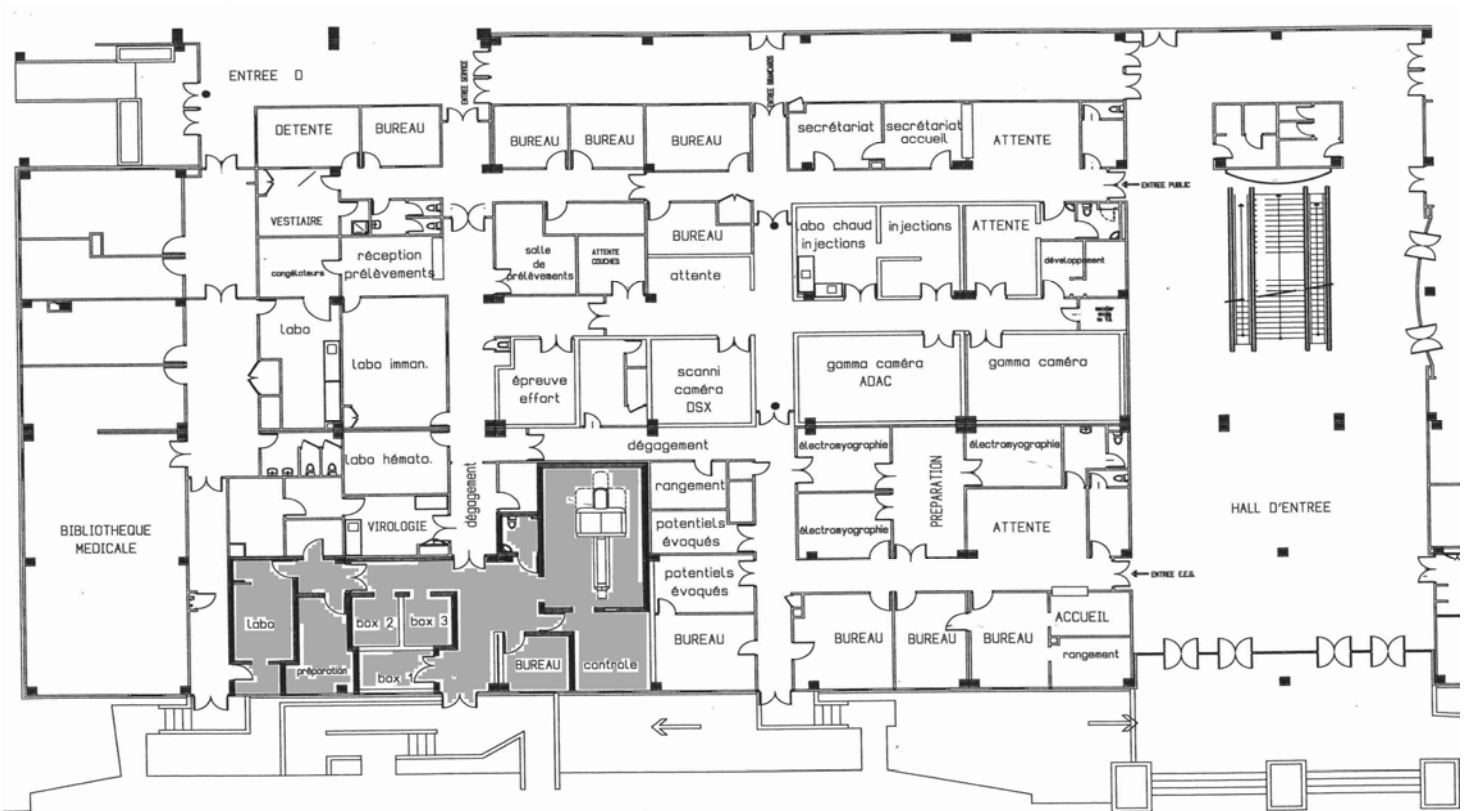 ENTREE D
ENTREE SERVICE
ENTREE BRANCARDS
DETENTE
BUREAU
BUREAU
BUREAU
BUREAU
secrétariat
secrétariat
accueil
ATTENTE
ENTREE PUBLIC
VESTIAIRE
réception
prélèvements
congélateurs
salle
de
prélèvements
ATTENTE
COUCHES
BUREAU
attente
labo chaud
injections
injections
ATTENTE
développement
labo
labo imman.
épreuve
effort
scanni
caméra
DSX
gamma caméra
ADAC
gamma caméra
dégagement
labo hémato.
dégagement
électromyographie
électromyographie
PREPARATION
rangement
BIBLIOTHEQUE
MEDICALE
VIROLOGIE
potentiels
évoqués
électromyographie
ATTENTE
HALL D'ENTREE
potentiels
évoqués
ENTREE E.E.G.
labo
box 2
box 3
ACCUEIL
BUREAU
BUREAU
BUREAU
BUREAU
BUREAU
contrôle
rangement
préparation
box 1